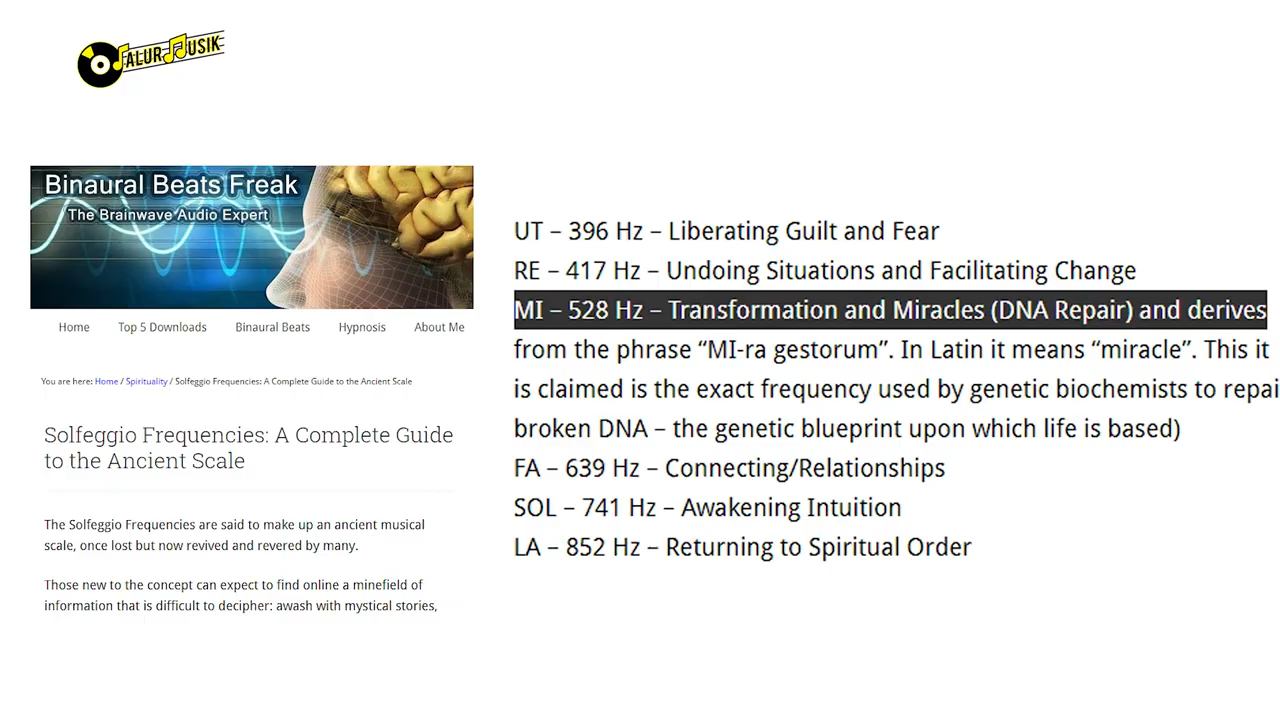 ALUR MUSIK
Binaural Beats Freak
The Brainwave Audio Expert
Home Top 5 Downloads Binaural Beats Hypnosis About Me
You are here: Home / Spirituality / Solfeggio Frequencies: A Complete Guide to the Ancient Scale
Solfeggio Frequencies: A Complete Guide
to the Ancient Scale
The Solfeggio Frequencies are said to make up an ancient musical
scale, once lost but now revived and revered by many.
Those new to the concept can expect to find online a minefield of
information that is difficult to decipher: awash with mystical stories,
UT – 396 Hz – Liberating Guilt and Fear
RE – 417 Hz – Undoing Situations and Facilitating Change
MI – 528 Hz – Transformation and Miracles (DNA Repair) and derives
from the phrase “MI-ra gestorum”. In Latin it means “miracle”. This it
is claimed is the exact frequency used by genetic biochemists to repai
broken DNA – the genetic blueprint upon which life is based)
FA – 639 Hz – Connecting/Relationships
SOL – 741 Hz – Awakening Intuition
LA – 852 Hz – Returning to Spiritual Order